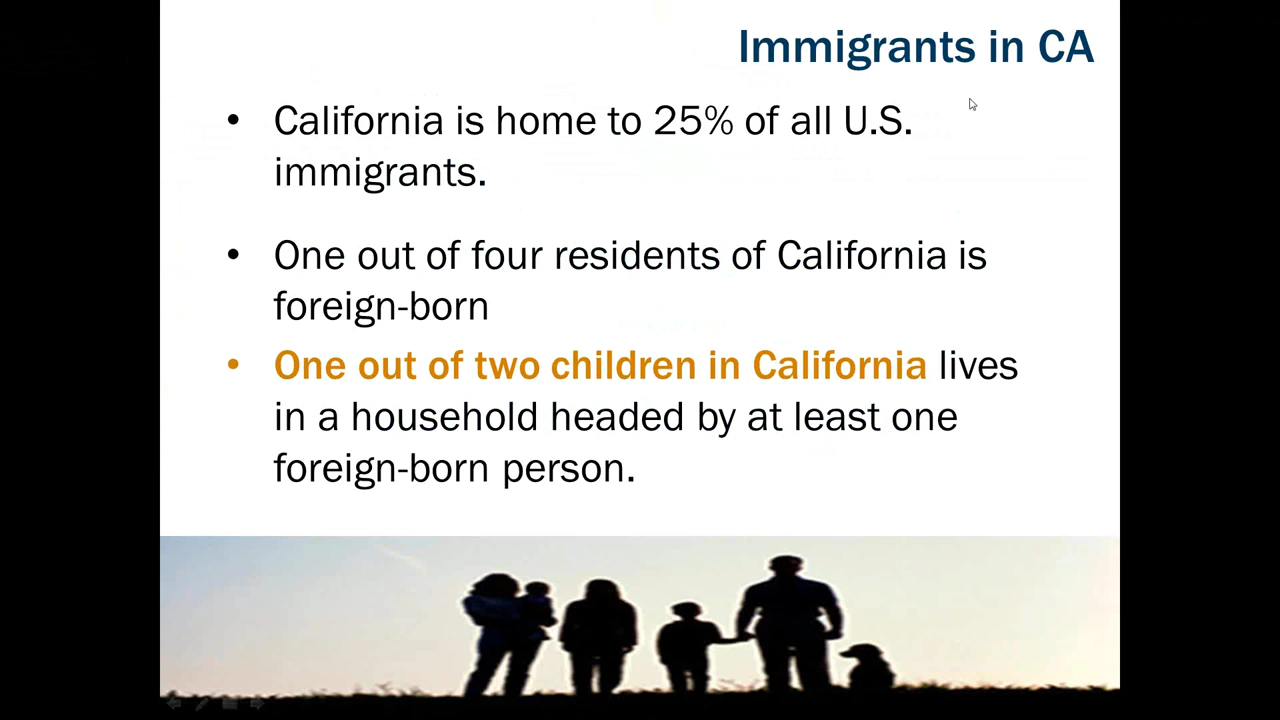 Immigrants in CA
• California is home to 25% of all U.S.
immigrants.
• One out of four residents of California is
foreign-born
• One out of two children in California lives
in a household headed by at least one
foreign-born person.